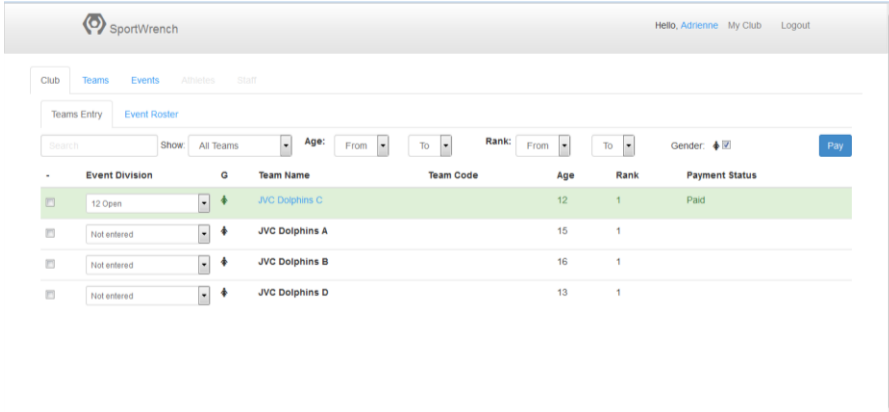 SportWrench
Hello, Adrienne My Club Logout
Club Teams Events Athletes Staff
Teams Entry Event Roster
Search Show: All Teams Age: From To Rank: From To Gender: Pay
- Event Division G Team Name Team Code Age Rank Payment Status
12 Open JVC Dolphins C 12 1 Paid
Not entered JVC Dolphins A 15 1
Not entered JVC Dolphins B 16 1
Not entered JVC Dolphins D 13 1